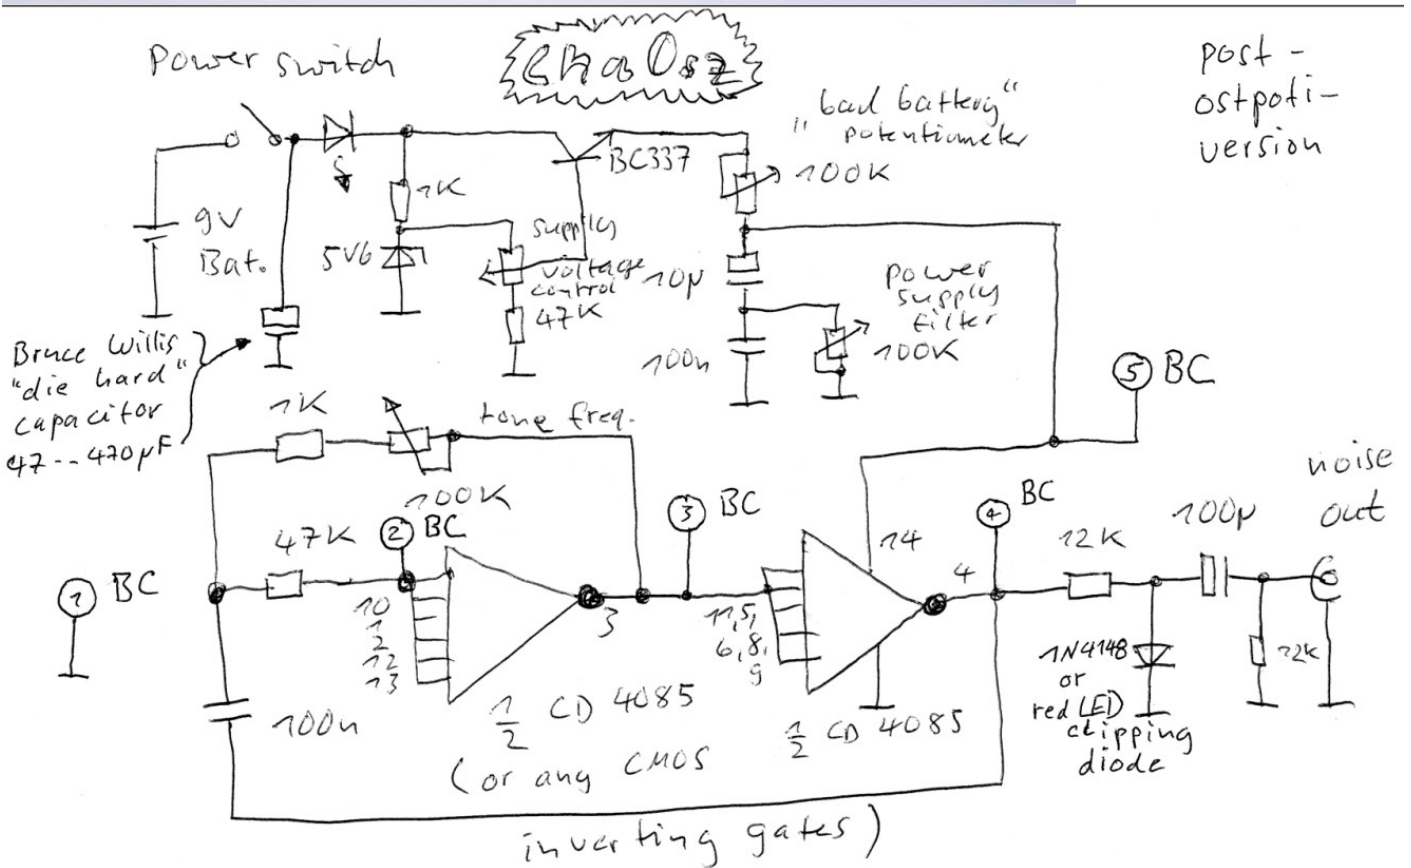 Power switch
ChaOsz
post-
ostpoti-
version
"bad battery"
potentiometer
100K
BC337
1K
9V
Bat.
5V6
supply
voltage
control
47K
10µ
100n
power
supply
filter
100K
Bruce Willis
"die hard"
capacitor
47--470µF
1K
tone freq.
100K
5 BC
noise
out
1 BC
47K
2 BC
3 BC
4 BC
10
1
2
12
13
3
11,5,
6,8,
9
14
4
12K
100µ
1N4148
or
red LED
clipping
diode
22K
100n
1/2 CD 4085
1/2 CD 4085
(or any CMOS
inverting gates)